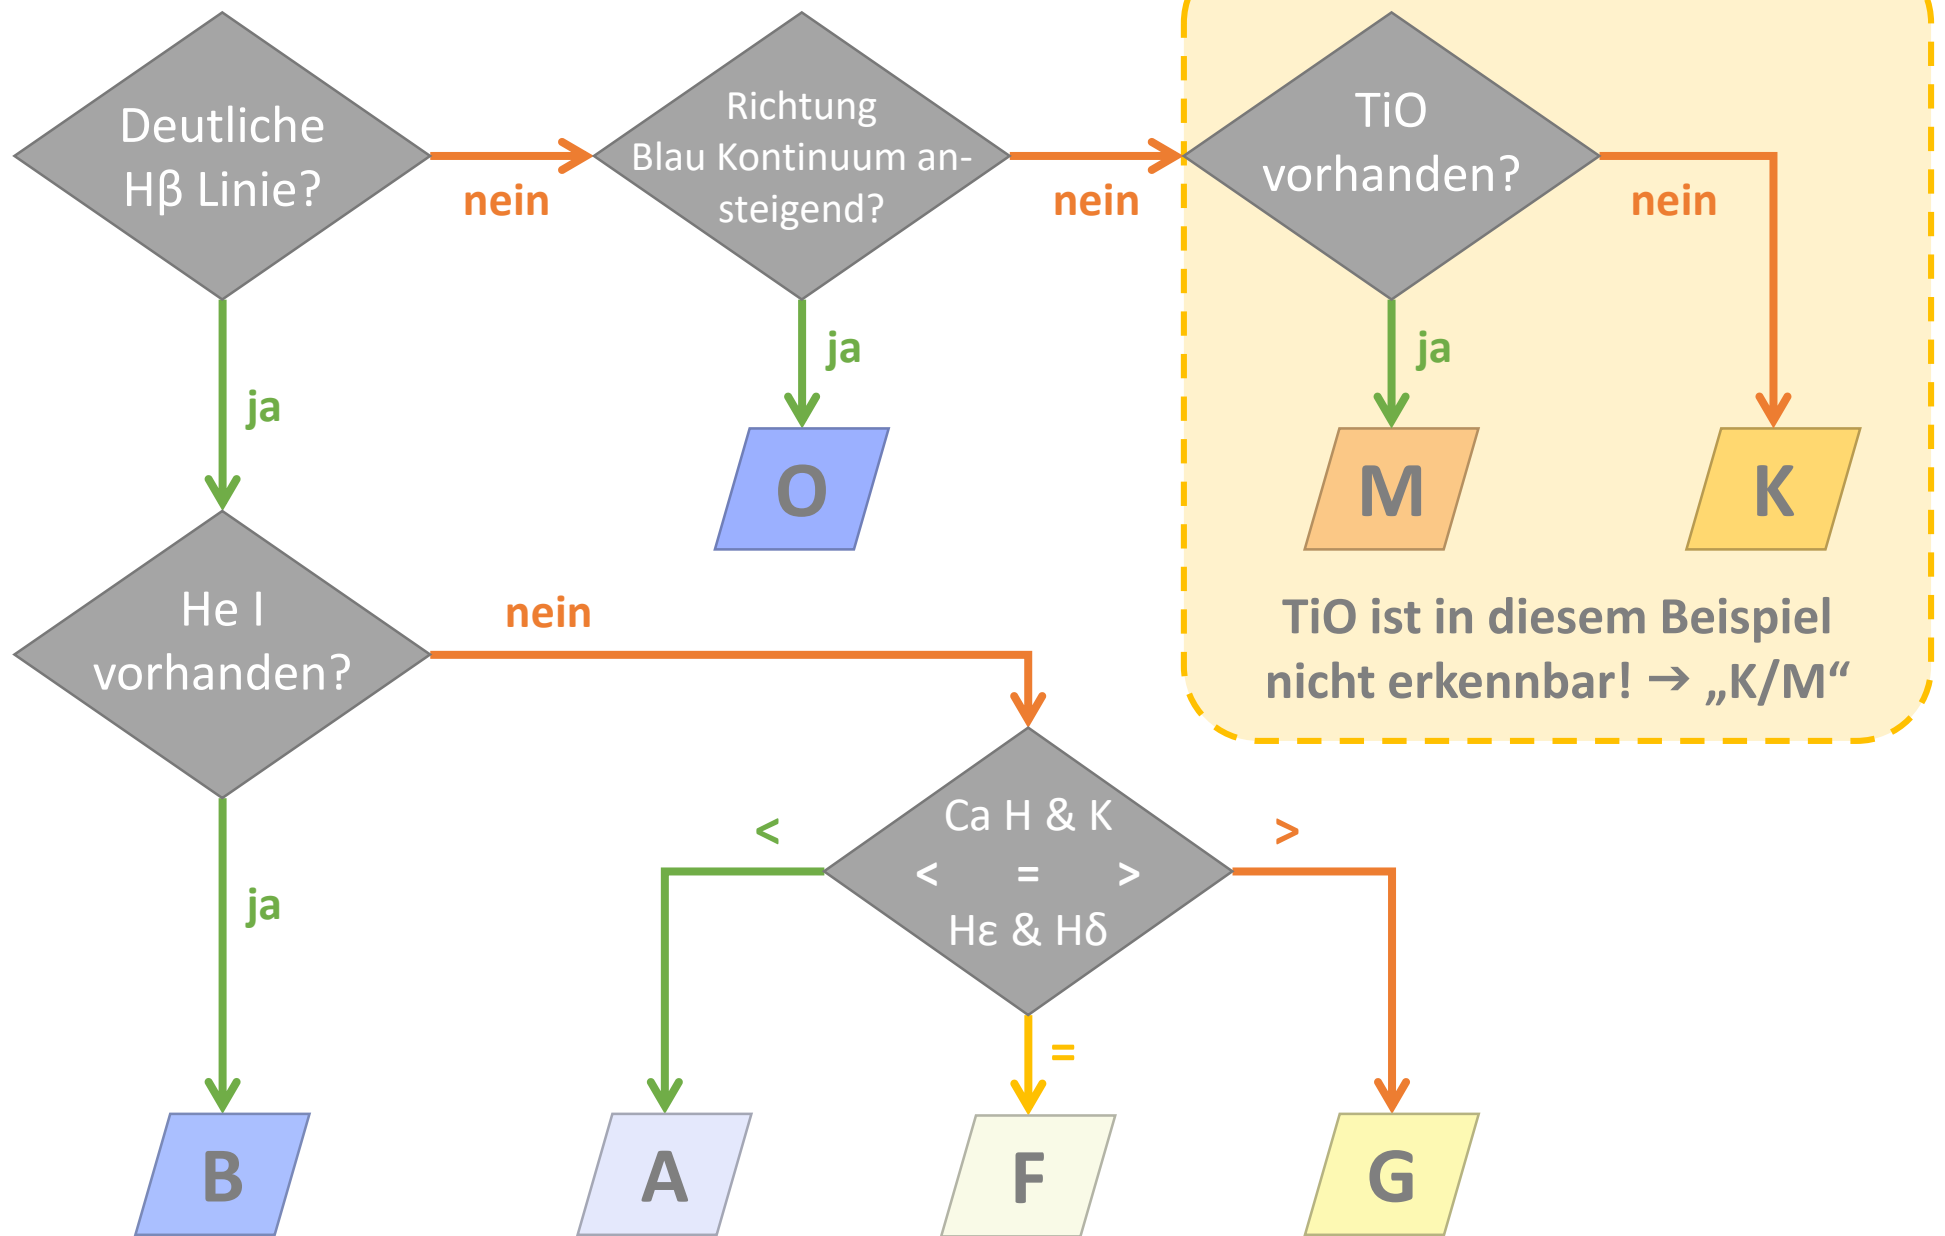 Deutliche
Hβ Linie?
nein
Richtung
Blau Kontinuum an-
steigend?
nein
TiO
vorhanden?
nein
ja
ja
ja
O
M
K
TiO ist in diesem Beispiel
nicht erkennbar! → „K/M“
He I
vorhanden?
nein
ja
Ca H & K
< = >
Hε & Hδ
<
>
=
B
A
F
G